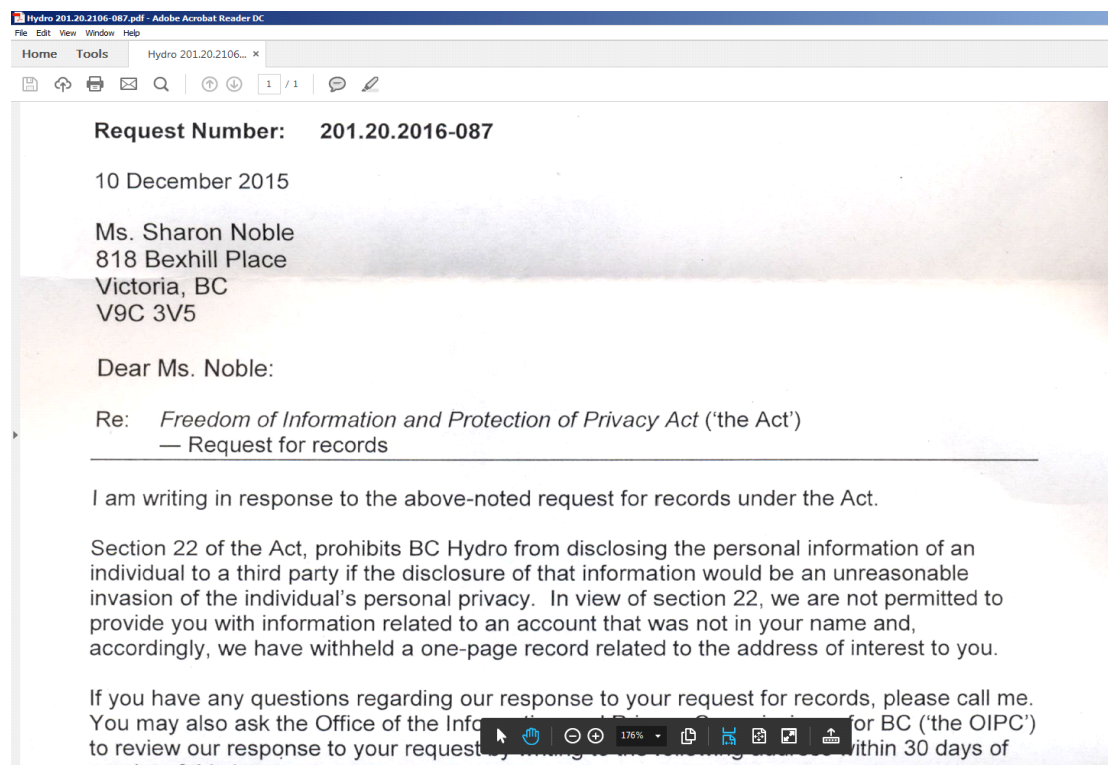 Hydro 201.20.2106-087.pdf - Adobe Acrobat Reader DC
File Edit View Window Help
Home Tools Hydro 201.20.2106... ×
1 / 1
Request Number: 201.20.2016-087
10 December 2015
Ms. Sharon Noble
818 Bexhill Place
Victoria, BC
V9C 3V5
Dear Ms. Noble:
Re: Freedom of Information and Protection of Privacy Act (‘the Act’)
— Request for records
I am writing in response to the above-noted request for records under the Act.
Section 22 of the Act, prohibits BC Hydro from disclosing the personal information of an
individual to a third party if the disclosure of that information would be an unreasonable
invasion of the individual’s personal privacy. In view of section 22, we are not permitted to
provide you with information related to an account that was not in your name and,
accordingly, we have withheld a one-page record related to the address of interest to you.
If you have any questions regarding our response to your request for records, please call me.
You may also ask the Office of the for BC (‘the OIPC’)
to review our response to your request within 30 days of
176%